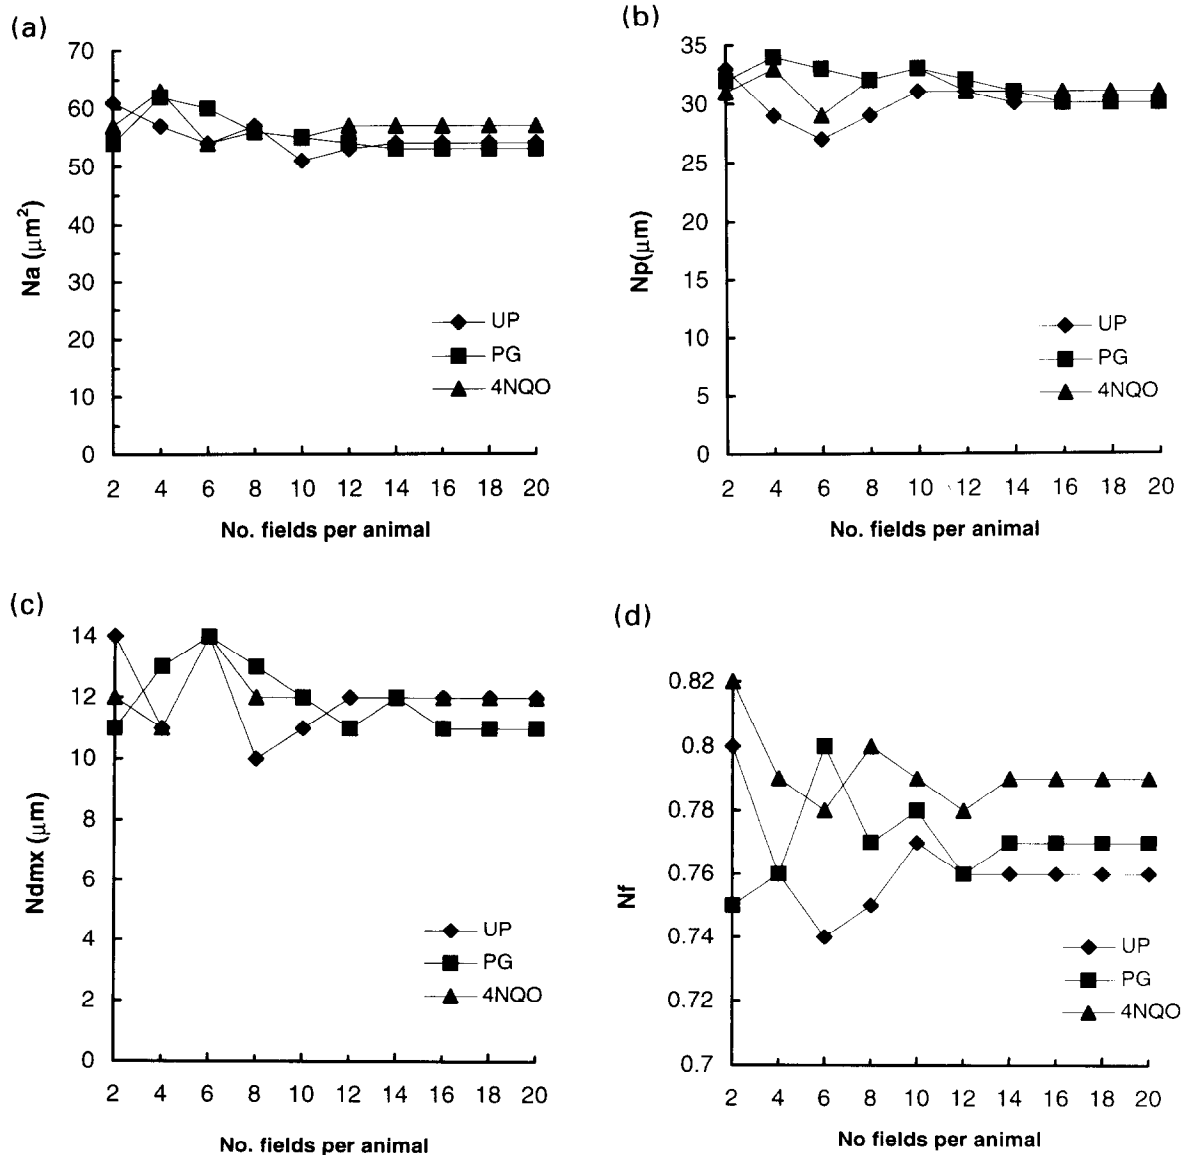 (a)
70
60
50
40
30
20
10
0
Na (μm²)
UP
PG
4NQO
2 4 6 8 10 12 14 16 18 20
No. fields per animal
(b)
35
30
25
20
15
10
5
0
Np(μm)
UP
PG
4NQO
2 4 6 8 10 12 14 16 18 20
No. fields per animal
(c)
14
12
10
8
6
4
2
0
Ndmx (μm)
UP
PG
4NQO
2 4 6 8 10 12 14 16 18 20
No. fields per animal
(d)
0.82
0.8
0.78
0.76
0.74
0.72
0.7
Nf
UP
PG
4NQO
2 4 6 8 10 12 14 16 18 20
No fields per animal